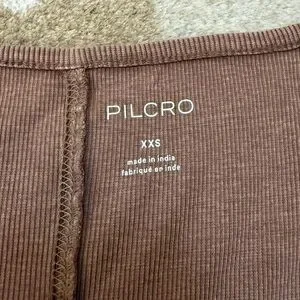 PILCRO
XXS
made in india
fabriqué en inde